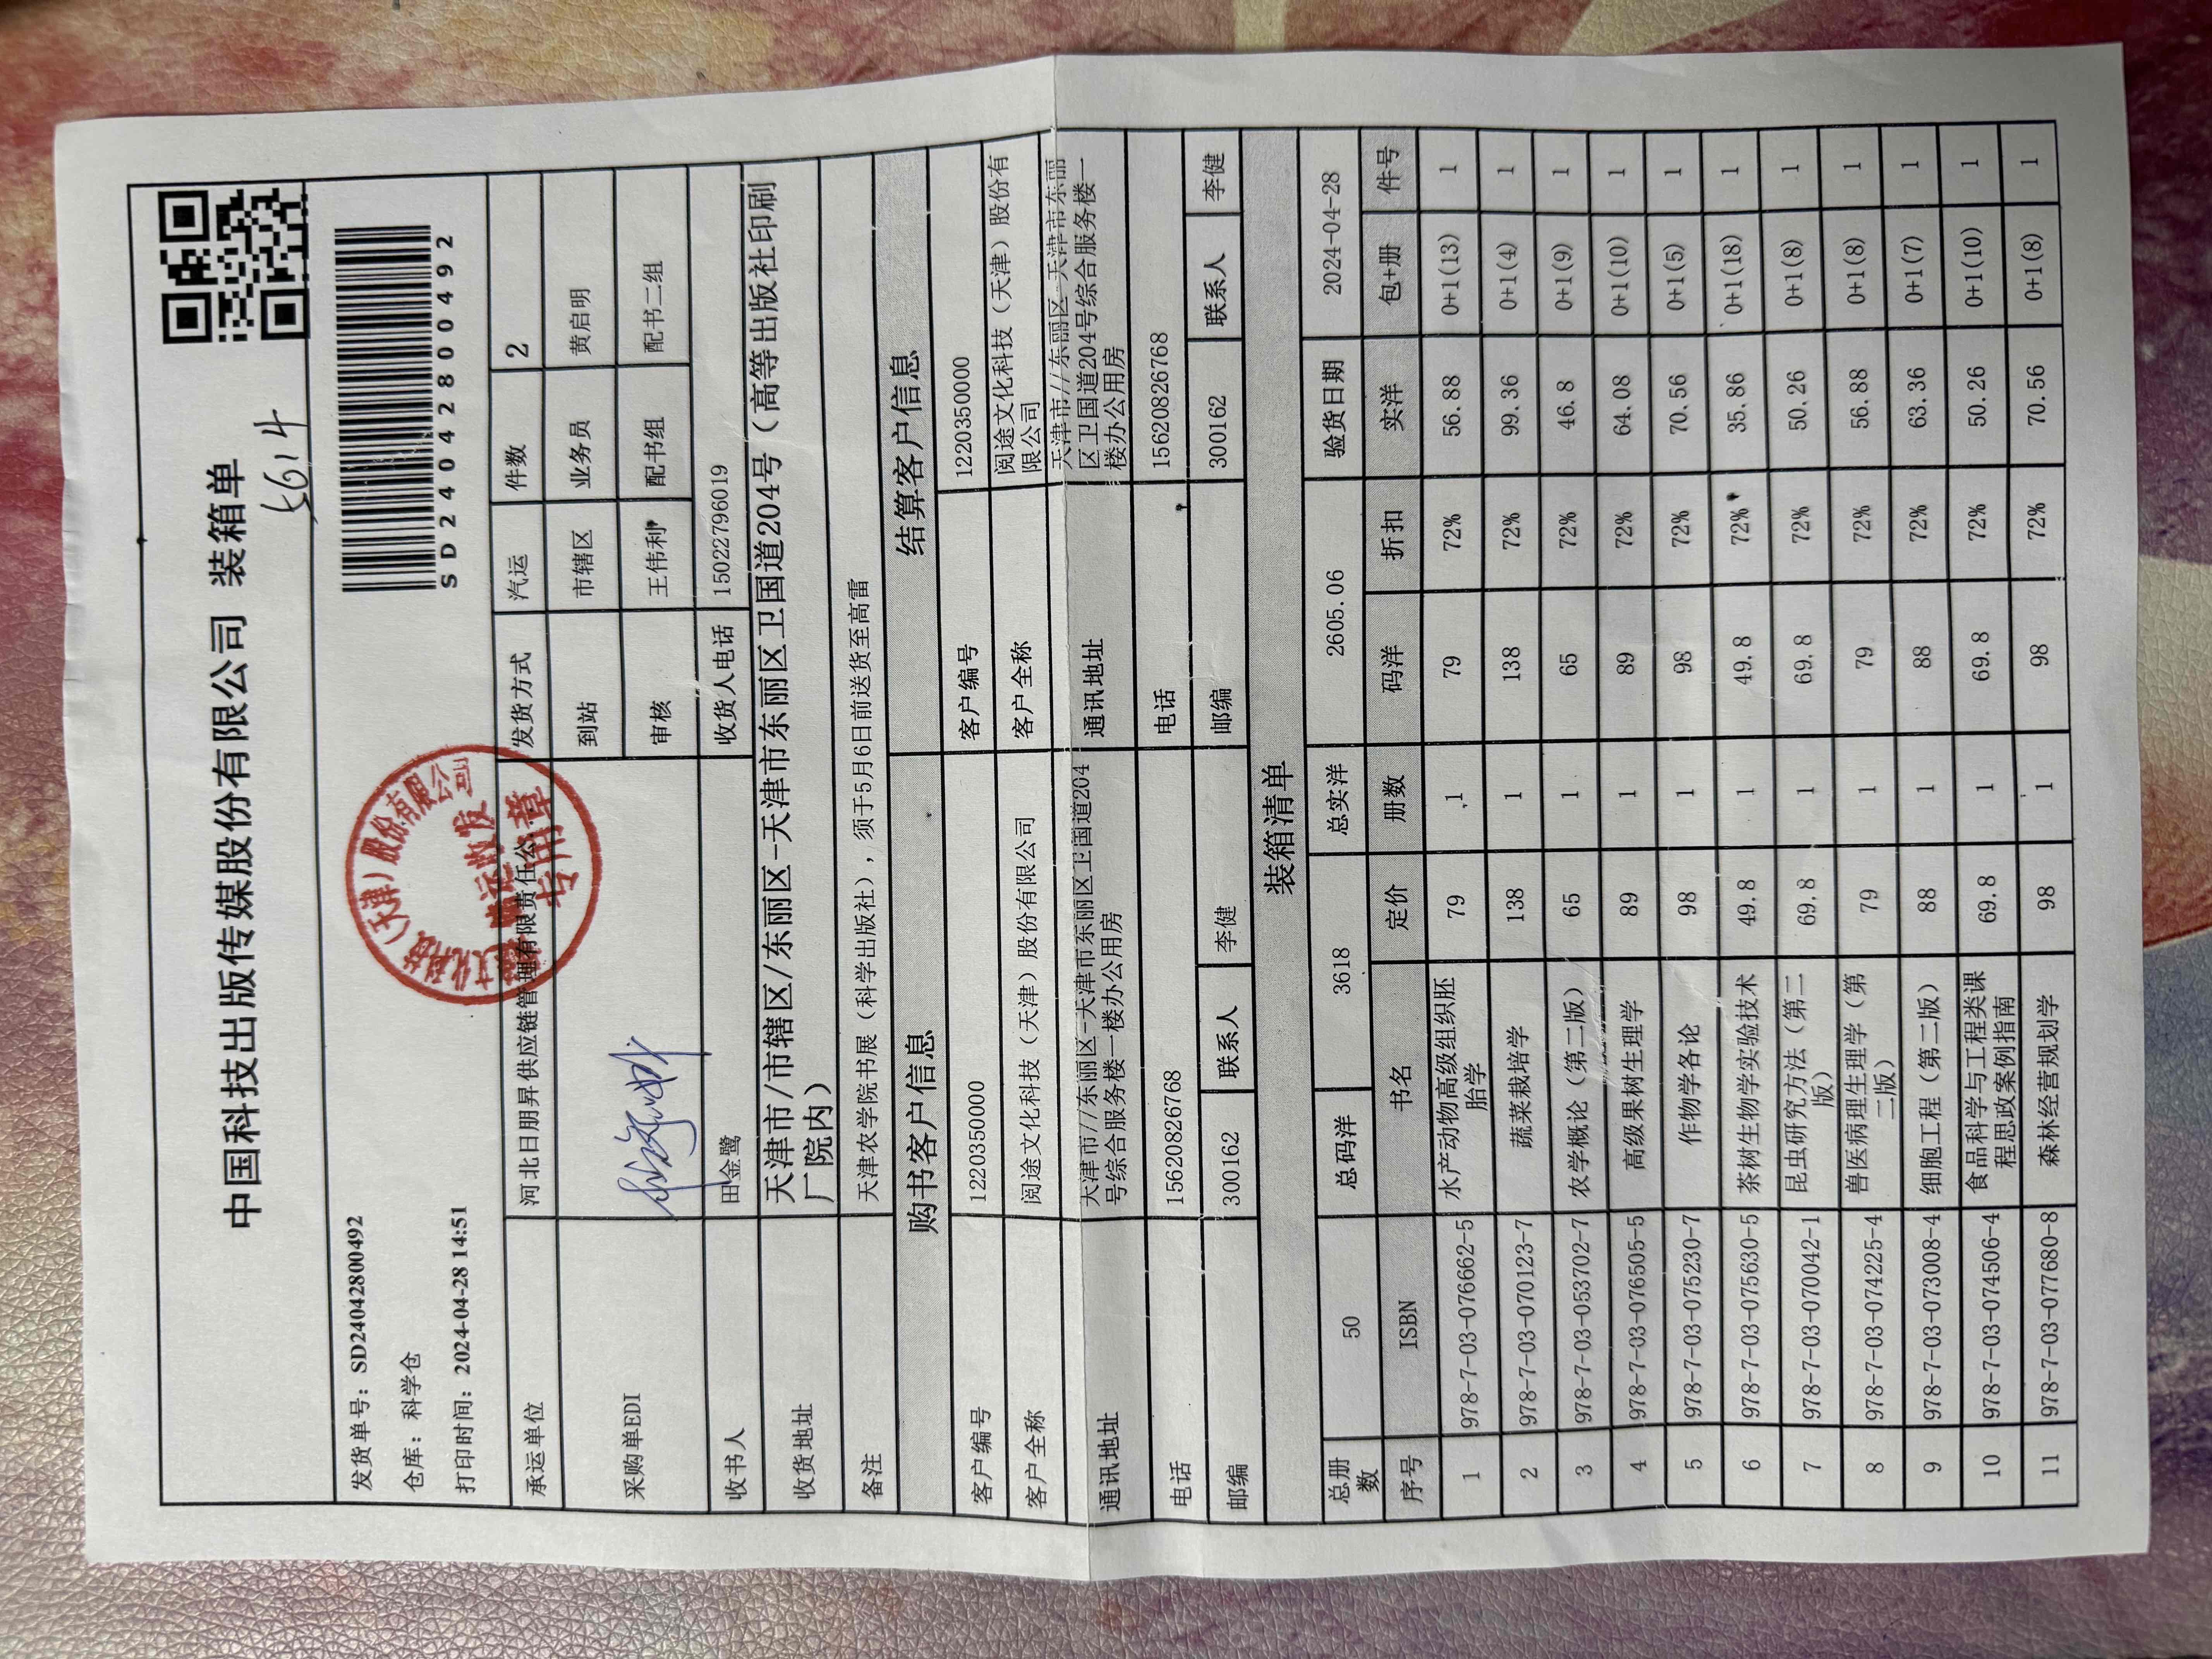 中国科技出版传媒股份有限公司 装箱单
5614
发货单号：SD24042800492
仓库：科学仓
打印时间：2024-04-28 14:51
SD24042800492
承运单位 河北日朋昇供应链管理有限责任公 发货方式 汽运 件数 2
采购单EDI 到站 市辖区 业务员 黄启明
审核 王伟利 配书组 配书二组
收书人 田金鹭 收货人电话 15022796019
收货地址 天津市/市辖区/东丽区-天津市东丽区卫国道204号（高等出版社印刷
厂院内）
备注 天津农学院书展（科学出版社），须于5月6日前送货至高雷
购书客户信息 结算客户信息
客户编号 1220350000 客户编号 1220350000
客户全称 阅途文化科技（天津）股份有限公司 客户全称 阅途文化科技（天津）股份有
限公司
通讯地址 天津市//东丽区-天津市东丽区卫国道204
号综合服务楼一楼办公用房
通讯地址 天津市//东丽区-天津市东丽
区卫国道204号综合服务楼一
楼办公用房
电话 15620826768 电话 15620826768
邮编 300162 联系人 李健 邮编 300162 联系人 李健
装箱清单
总册
数 50 总码洋 3618 总实洋 2605.06 验货日期 2024-04-28
序号 ISBN 书名 定价 册数 码洋 折扣 实洋 包+册 件号
1 978-7-03-076662-5 水产动物高级组织胚
胎学 79 1 79 72% 56.88 0+1(13) 1
2 978-7-03-070123-7 蔬菜栽培学 138 1 138 72% 99.36 0+1(4) 1
3 978-7-03-053702-7 农学概论（第二版） 65 1 65 72% 46.8 0+1(9) 1
4 978-7-03-076505-5 高级果树生理学 89 1 89 72% 64.08 0+1(10) 1
5 978-7-03-075230-7 作物学各论 98 1 98 72% 70.56 0+1(5) 1
6 978-7-03-075630-5 茶树生物学实验技术 49.8 1 49.8 72% 35.86 0+1(18) 1
7 978-7-03-070042-1 昆虫研究方法（第二
版） 69.8 1 69.8 72% 50.26 0+1(8) 1
8 978-7-03-074225-4 兽医病理生理学（第
二版） 79 1 79 72% 56.88 0+1(8) 1
9 978-7-03-073008-4 细胞工程（第二版） 88 1 88 72% 63.36 0+1(7) 1
10 978-7-03-074506-4 食品科学与工程类课
程思政案例指南 69.8 1 69.8 72% 50.26 0+1(10) 1
11 978-7-03-077680-8 森林经营规划学 98 1 98 72% 70.56 0+1(8) 1